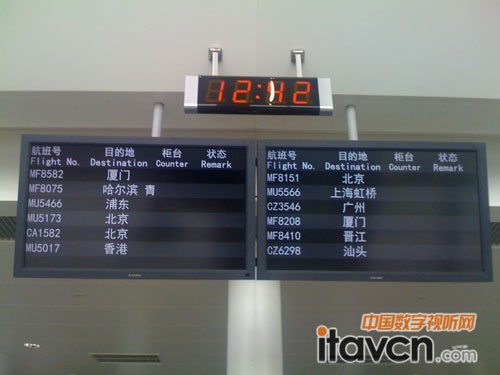 12:42
航班号 目的地 柜台 状态
Flight No. Destination Counter Remark
MF8582 厦门
MF8075 哈尔滨 青
MU5466 浦东
MU5173 北京
CA1582 北京
MU5017 香港
航班号 目的地 柜台 状态
Flight No. Destination Counter Remark
MF8151 北京
MU5566 上海虹桥
CZ3546 广州
MF8208 厦门
MF8410 晋江
CZ6298 汕头
中国数字视听网
itavcn.com